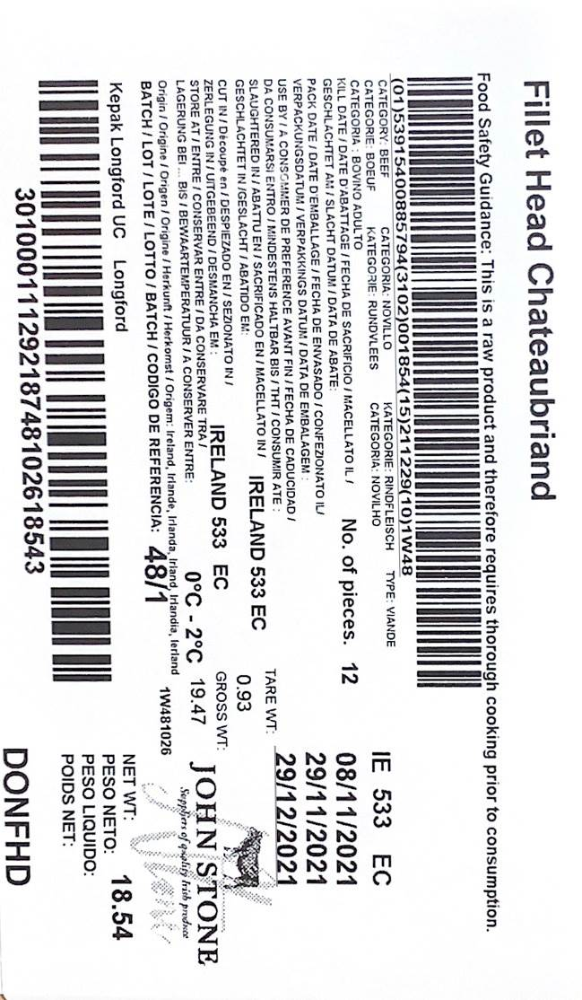 Fillet Head Chateaubriand
Food Safety Guidance: This is a raw product and therefore requires thorough cooking prior to consumption.
(01)53915400885794(3102)001854(15)211229(10)1W48
CATEGORY: BEEF CATEGORIA: NOVILLO KATEGORIE: RINDFLEISCH TYPE: VIANDE
CATEGORIE: BOEUF KATEGORIE: RUNDVLEES CATEGORIA: NOVILHO
CATEGORIA : BOVINO ADULTO
IE 533 EC
No. of pieces. 12
KILL DATE / DATE D'ABATTAGE / FECHA DE SACRIFICIO / MACELLATO IL /
GESCHLACHTET AM / SLACHT DATUM / DATA DE ABATE:
08/11/2021
PACK DATE / DATE D'EMBALLAGE / FECHA DE ENVASADO / CONFEZIONATO IL/
VERPACKUNGSDATUM / VERPAKKINGS DATUM / DATA DE EMBALAGEM :
29/11/2021
USE BY / A CONSOMMER DE PREFERENCE AVANT FIN / FECHA DE CADUCIDAD /
DA CONSUMARSI ENTRO / MINDESTENS HALTBAR BIS / THT / CONSUMIR ATE :
29/12/2021
SLAUGHTERED IN / ABATTU EN / SACRIFICADO EN / MACELLATO IN /
GESCHLACHTET IN /GESLACHT / ABATIDO EM:
IRELAND 533 EC
TARE WT:
0.93
CUT IN / Découpé en / DESPIEZADO EN / SEZIONATO IN /
ZERLEGUNG IN / UITGEBEEND / DESMANCHA EM :
IRELAND 533 EC
GROSS WT:
19.47
STORE AT / ENTRE / CONSERVAR ENTRE / DA CONSERVARE TRA /
LAGERUNG BEI ... BIS / BEWAARTEMPERATUUR / A CONSERVER ENTRE:
0°C - 2°C
JOHN STONE
Suppliers of quality Irish produce
Origin / Origine / Origen / Origine / Herkunft / Herkomst / Origem: Ireland, Irlande, Irlanda, Irland, Irlandia, Ierland
BATCH / LOT / LOTE / LOTTO / BATCH / CODIGO DE REFERENCIA: 48/1
1W481026
Kepak Longford UC Longford
NET WT:
PESO NETO:
PESO LIQUIDO:
POIDS NET:
18.54
3010001112921874810261 8543
DONFHD